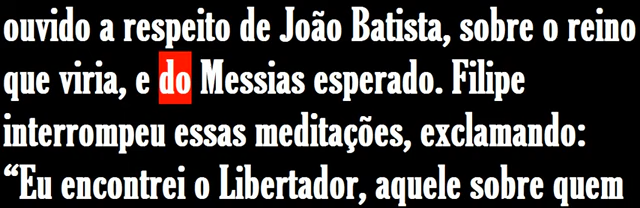 ouvido a respeito de João Batista, sobre o reino
que viria, e do Messias esperado. Filipe
interrompeu essas meditações, exclamando:
“Eu encontrei o Libertador, aquele sobre quem